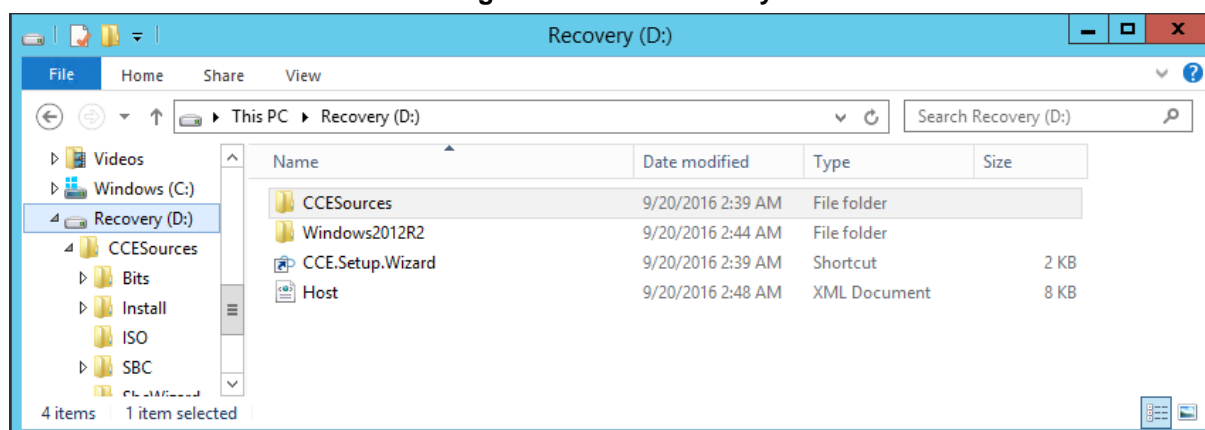 Recovery (D:)
File Home Share View
This PC Recovery (D:) Search Recovery (D:)
Videos
Windows (C:)
Recovery (D:)
CCESources
Bits
Install
ISO
SBC
Name Date modified Type Size
CCESources 9/20/2016 2:39 AM File folder
Windows2012R2 9/20/2016 2:44 AM File folder
CCE.Setup.Wizard 9/20/2016 2:39 AM Shortcut 2 KB
Host 9/20/2016 2:48 AM XML Document 8 KB
4 items 1 item selected